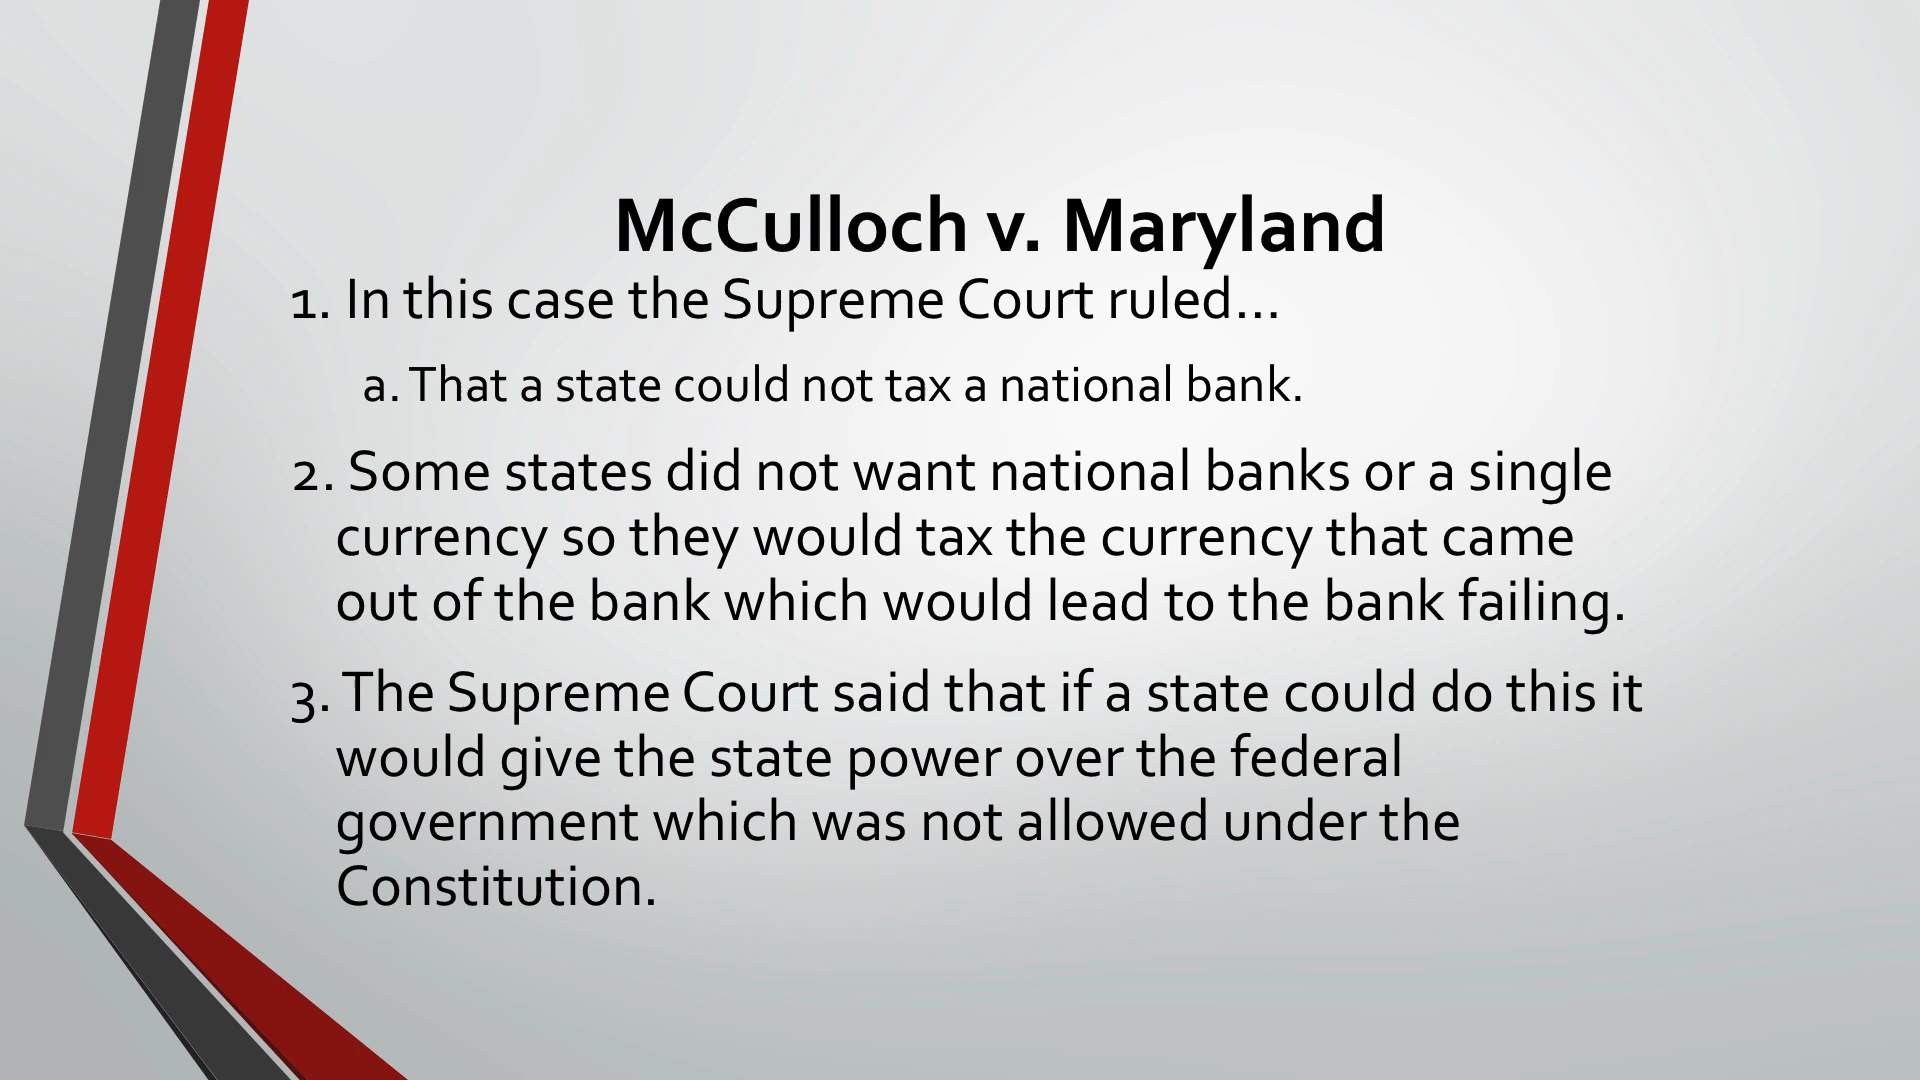 McCulloch v. Maryland
1. In this case the Supreme Court ruled…
a. That a state could not tax a national bank.
2. Some states did not want national banks or a single
currency so they would tax the currency that came
out of the bank which would lead to the bank failing.
3. The Supreme Court said that if a state could do this it
would give the state power over the federal
government which was not allowed under the
Constitution.